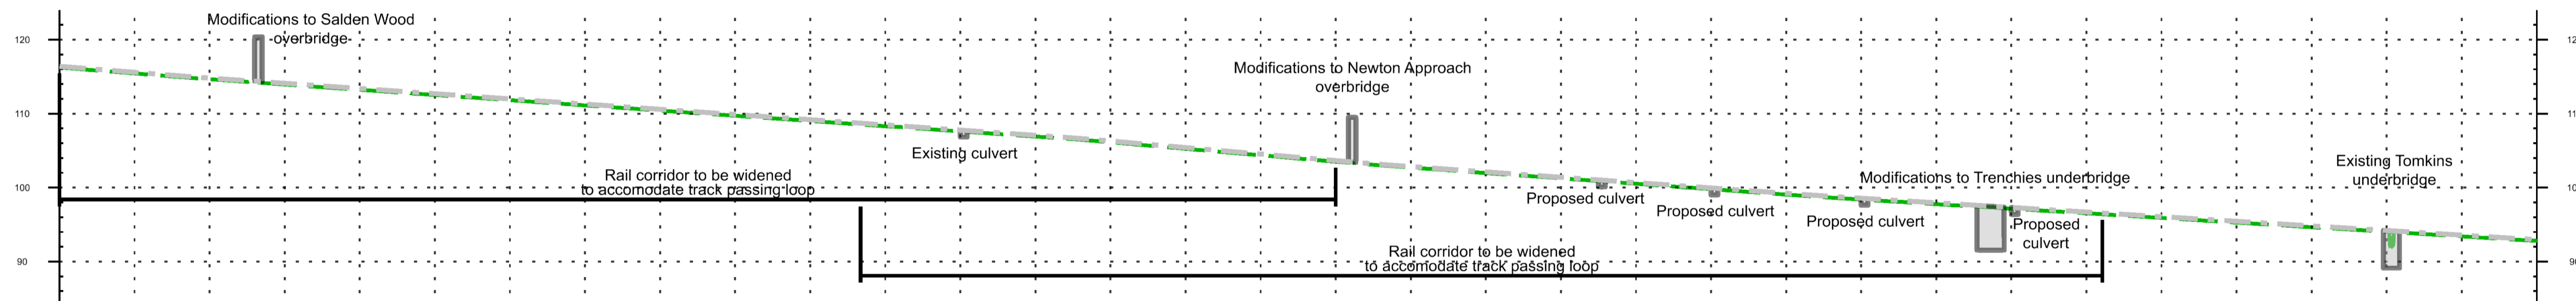 Modifications to Salden Wood
overbridge
120
Modifications to Newton Approach
overbridge
110
Existing culvert
Existing Tomkins
underbridge
Rail corridor to be widened
to accomodate track passing loop
100
Modifications to Trenchies underbridge
Proposed culvert
Proposed culvert
Proposed culvert
Proposed
culvert
Rail corridor to be widened
to accomodate track passing loop
90